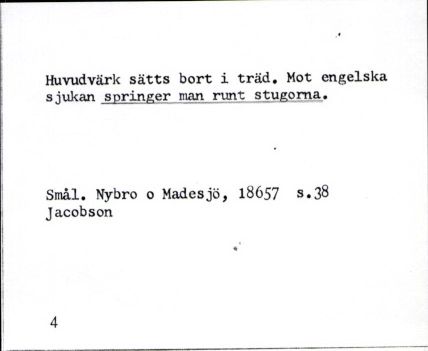 Huvudvärk sätts bort i träd. Mot engelska
sjukan springer man runt stugorna.
Smål. Nybro o Madesjö, 18657 s.38
Jacobson
4